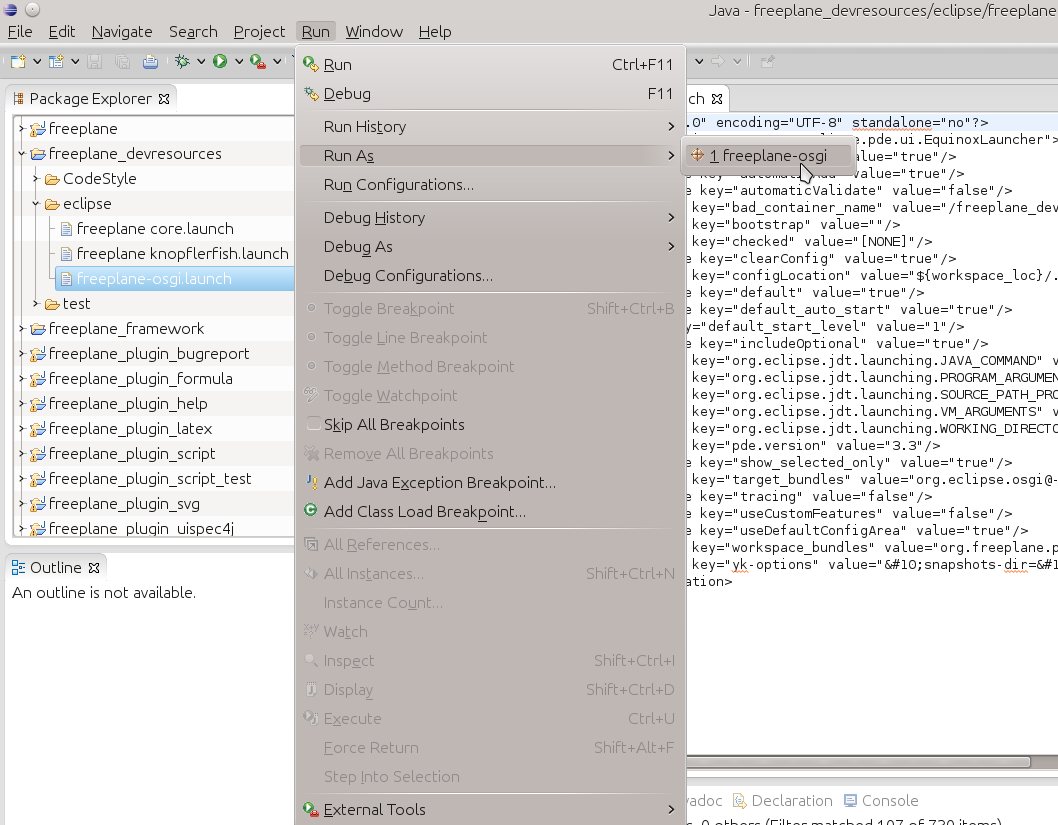 Java - freeplane_devresources/eclipse/freeplane
File Edit Navigate Search Project Run Window Help
Package Explorer
freeplane
freeplane_devresources
CodeStyle
eclipse
freeplane core.launch
freeplane knopflerfish.launch
freeplane-osgi.launch
test
freeplane_framework
freeplane_plugin_bugreport
freeplane_plugin_formula
freeplane_plugin_help
freeplane_plugin_latex
freeplane_plugin_script
freeplane_plugin_script_test
freeplane_plugin_svg
freeplane_plugin_uispec4j
Outline
An outline is not available.
Run Ctrl+F11
Debug F11
Run History
Run As
Run Configurations...
Debug History
Debug As
Debug Configurations...
Toggle Breakpoint Shift+Ctrl+B
Toggle Line Breakpoint
Toggle Method Breakpoint
Toggle Watchpoint
Skip All Breakpoints
Remove All Breakpoints
Add Java Exception Breakpoint...
Add Class Load Breakpoint...
All References...
All Instances... Shift+Ctrl+N
Instance Count...
Watch
Inspect Shift+Ctrl+I
Display Shift+Ctrl+D
Execute Ctrl+U
Force Return Shift+Alt+F
Step Into Selection
External Tools
1 freeplane-osgi
ch
.0" encoding="UTF-8" standalone="no"?>
.pde.ui.EquinoxLauncher">
"true"/>
value="true"/>
e key="automaticValidate" value="false"/>
key="bad_container_name" value="/freeplane_dev
key="bootstrap" value=""/>
key="checked" value="[NONE]"/>
e key="clearConfig" value="true"/>
key="configLocation" value="${workspace_loc}/.
e key="default" value="true"/>
e key="default_auto_start" value="true"/>
y="default_start_level" value="1"/>
e key="includeOptional" value="true"/>
key="org.eclipse.jdt.launching.JAVA_COMMAND" v
key="org.eclipse.jdt.launching.PROGRAM_ARGUMEN
key="org.eclipse.jdt.launching.SOURCE_PATH_PRO
key="org.eclipse.jdt.launching.VM_ARGUMENTS" v
key="org.eclipse.jdt.launching.WORKING_DIRECTO
key="pde.version" value="3.3"/>
e key="show_selected_only" value="true"/>
key="target_bundles" value="org.eclipse.osgi@-
e key="tracing" value="false"/>
e key="useCustomFeatures" value="false"/>
e key="useDefaultConfigArea" value="true"/>
key="workspace_bundles" value="org.freeplane.p
key="yk-options" value="&#10;snapshots-dir=&#1
ation>
vadoc Declaration Console
0 others (Filter matched 107 of 730 items)